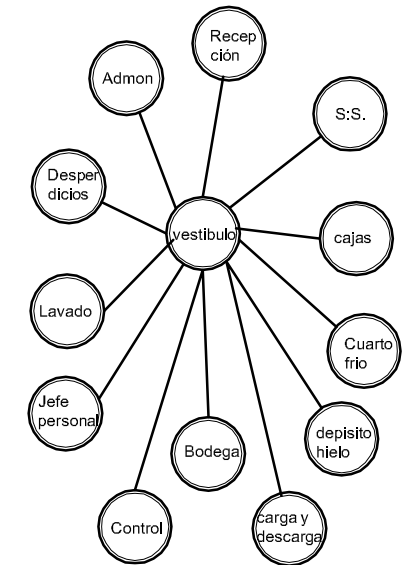 Recep
ción
Admon
S:S.
Desper
dicios
vestibulo
cajas
Lavado
Cuarto
frio
Jefe
personal
depisito
hielo
Bodega
Control
carga y
descarga